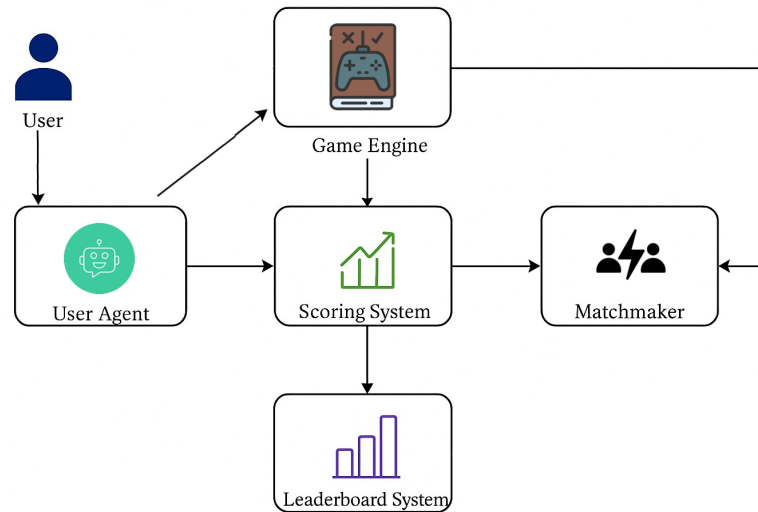 User
Game Engine
User Agent
Scoring System
Matchmaker
Leaderboard System